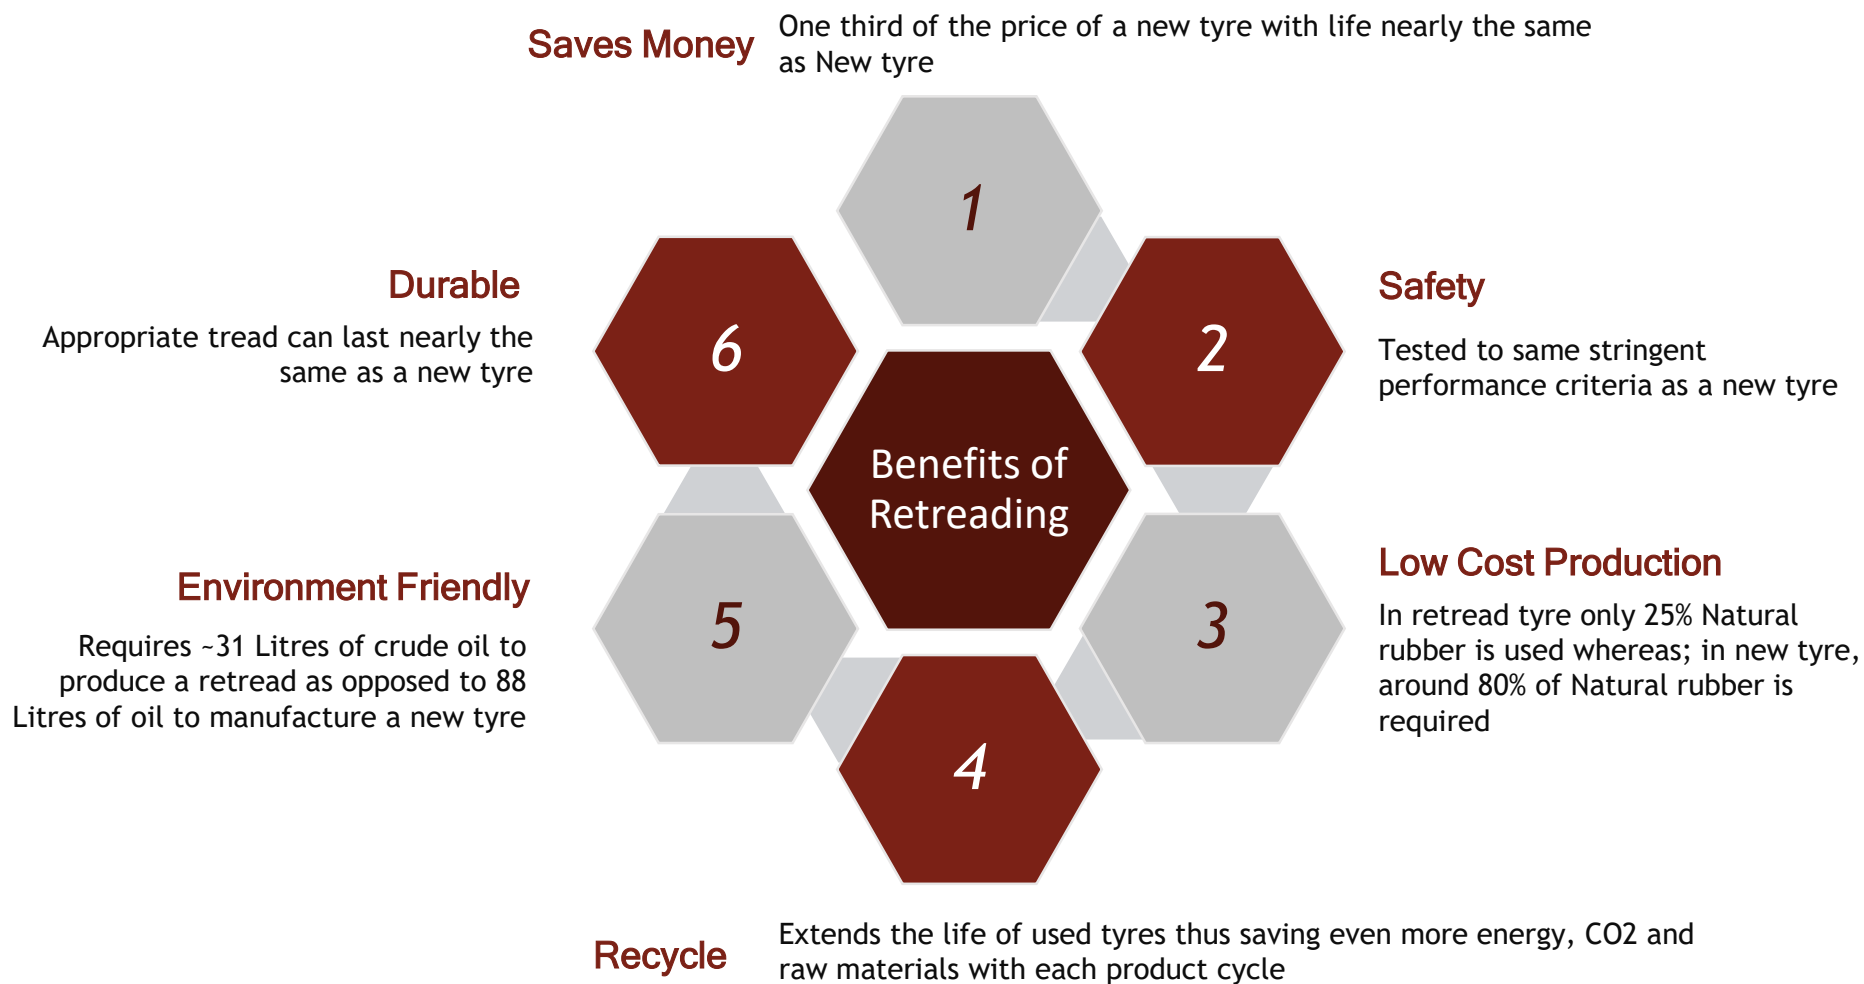 Saves Money
One third of the price of a new tyre with life nearly the same
as New tyre
1
Durable
Appropriate tread can last nearly the
same as a new tyre
6
2
Safety
Tested to same stringent
performance criteria as a new tyre
Benefits of
Retreading
Environment Friendly
Requires ~31 Litres of crude oil to
produce a retread as opposed to 88
Litres of oil to manufacture a new tyre
5
3
Low Cost Production
In retread tyre only 25% Natural
rubber is used whereas; in new tyre,
around 80% of Natural rubber is
required
4
Recycle
Extends the life of used tyres thus saving even more energy, CO2 and
raw materials with each product cycle